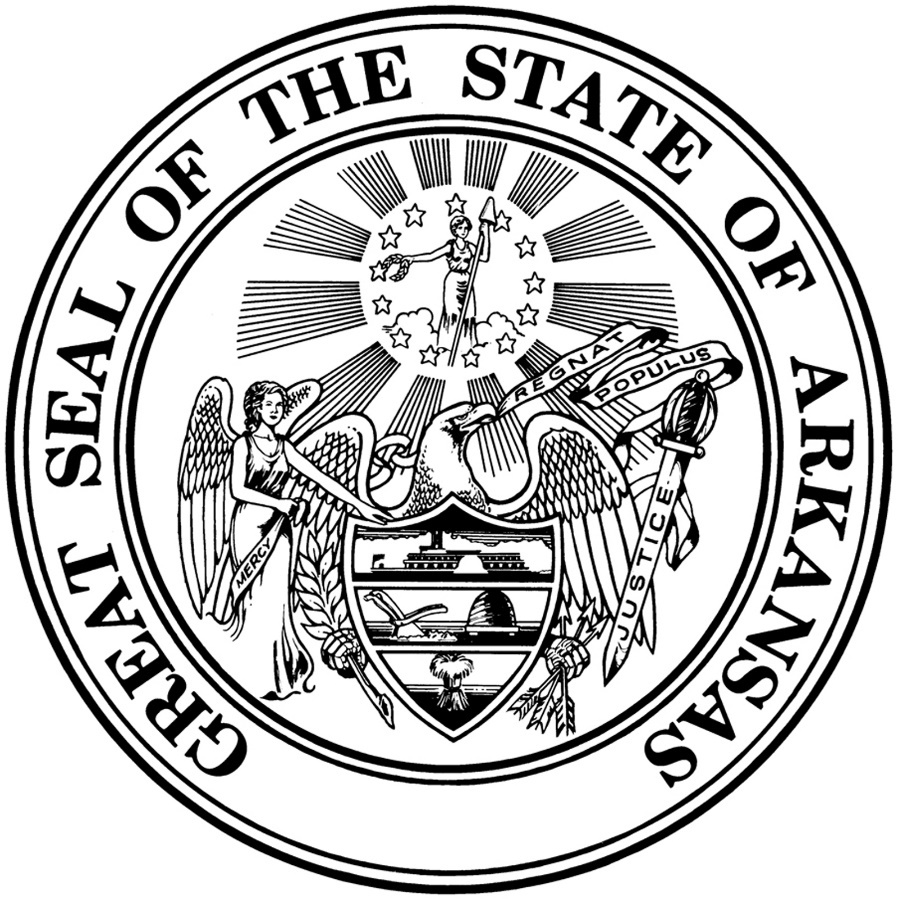 GREAT SEAL OF THE STATE OF ARKANSAS
REGNAT
POPULUS
MERCY
JUSTICE